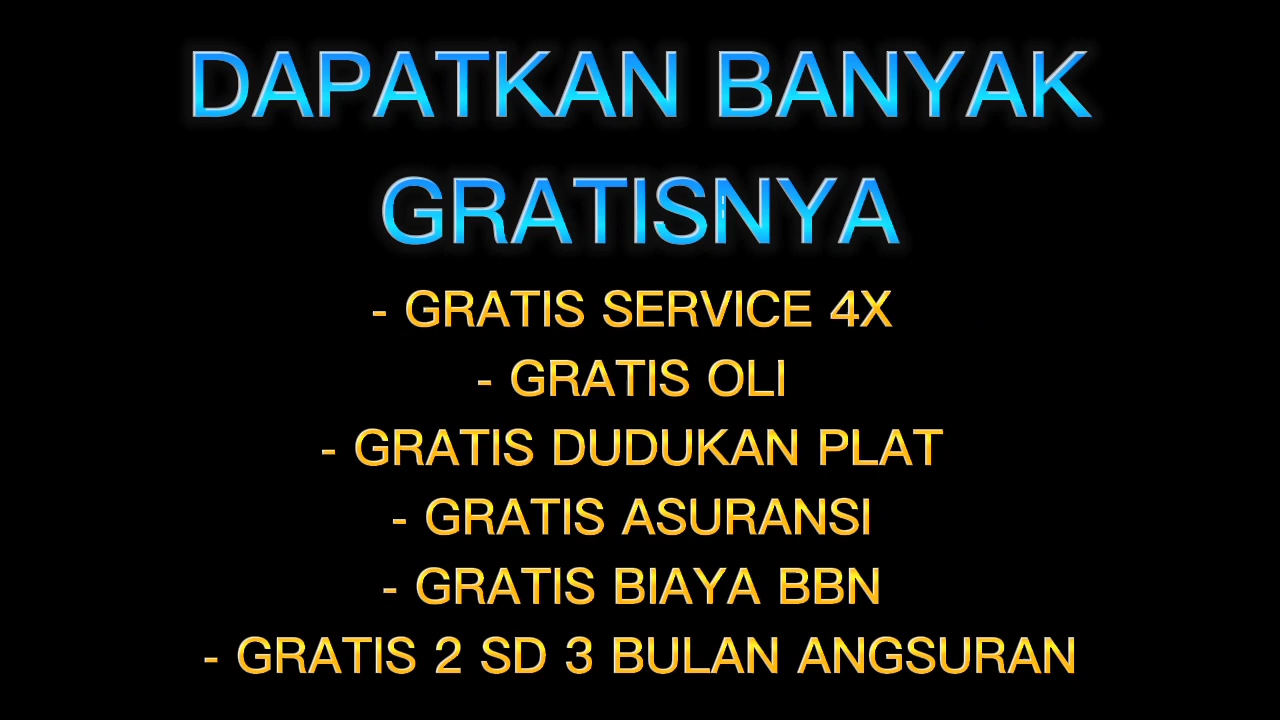 DAPATKAN BANYAK
GRATISNYA
- GRATIS SERVICE 4X
- GRATIS OLI
- GRATIS DUDUKAN PLAT
- GRATIS ASURANSI
- GRATIS BIAYA BBN
- GRATIS 2 SD 3 BULAN ANGSURAN